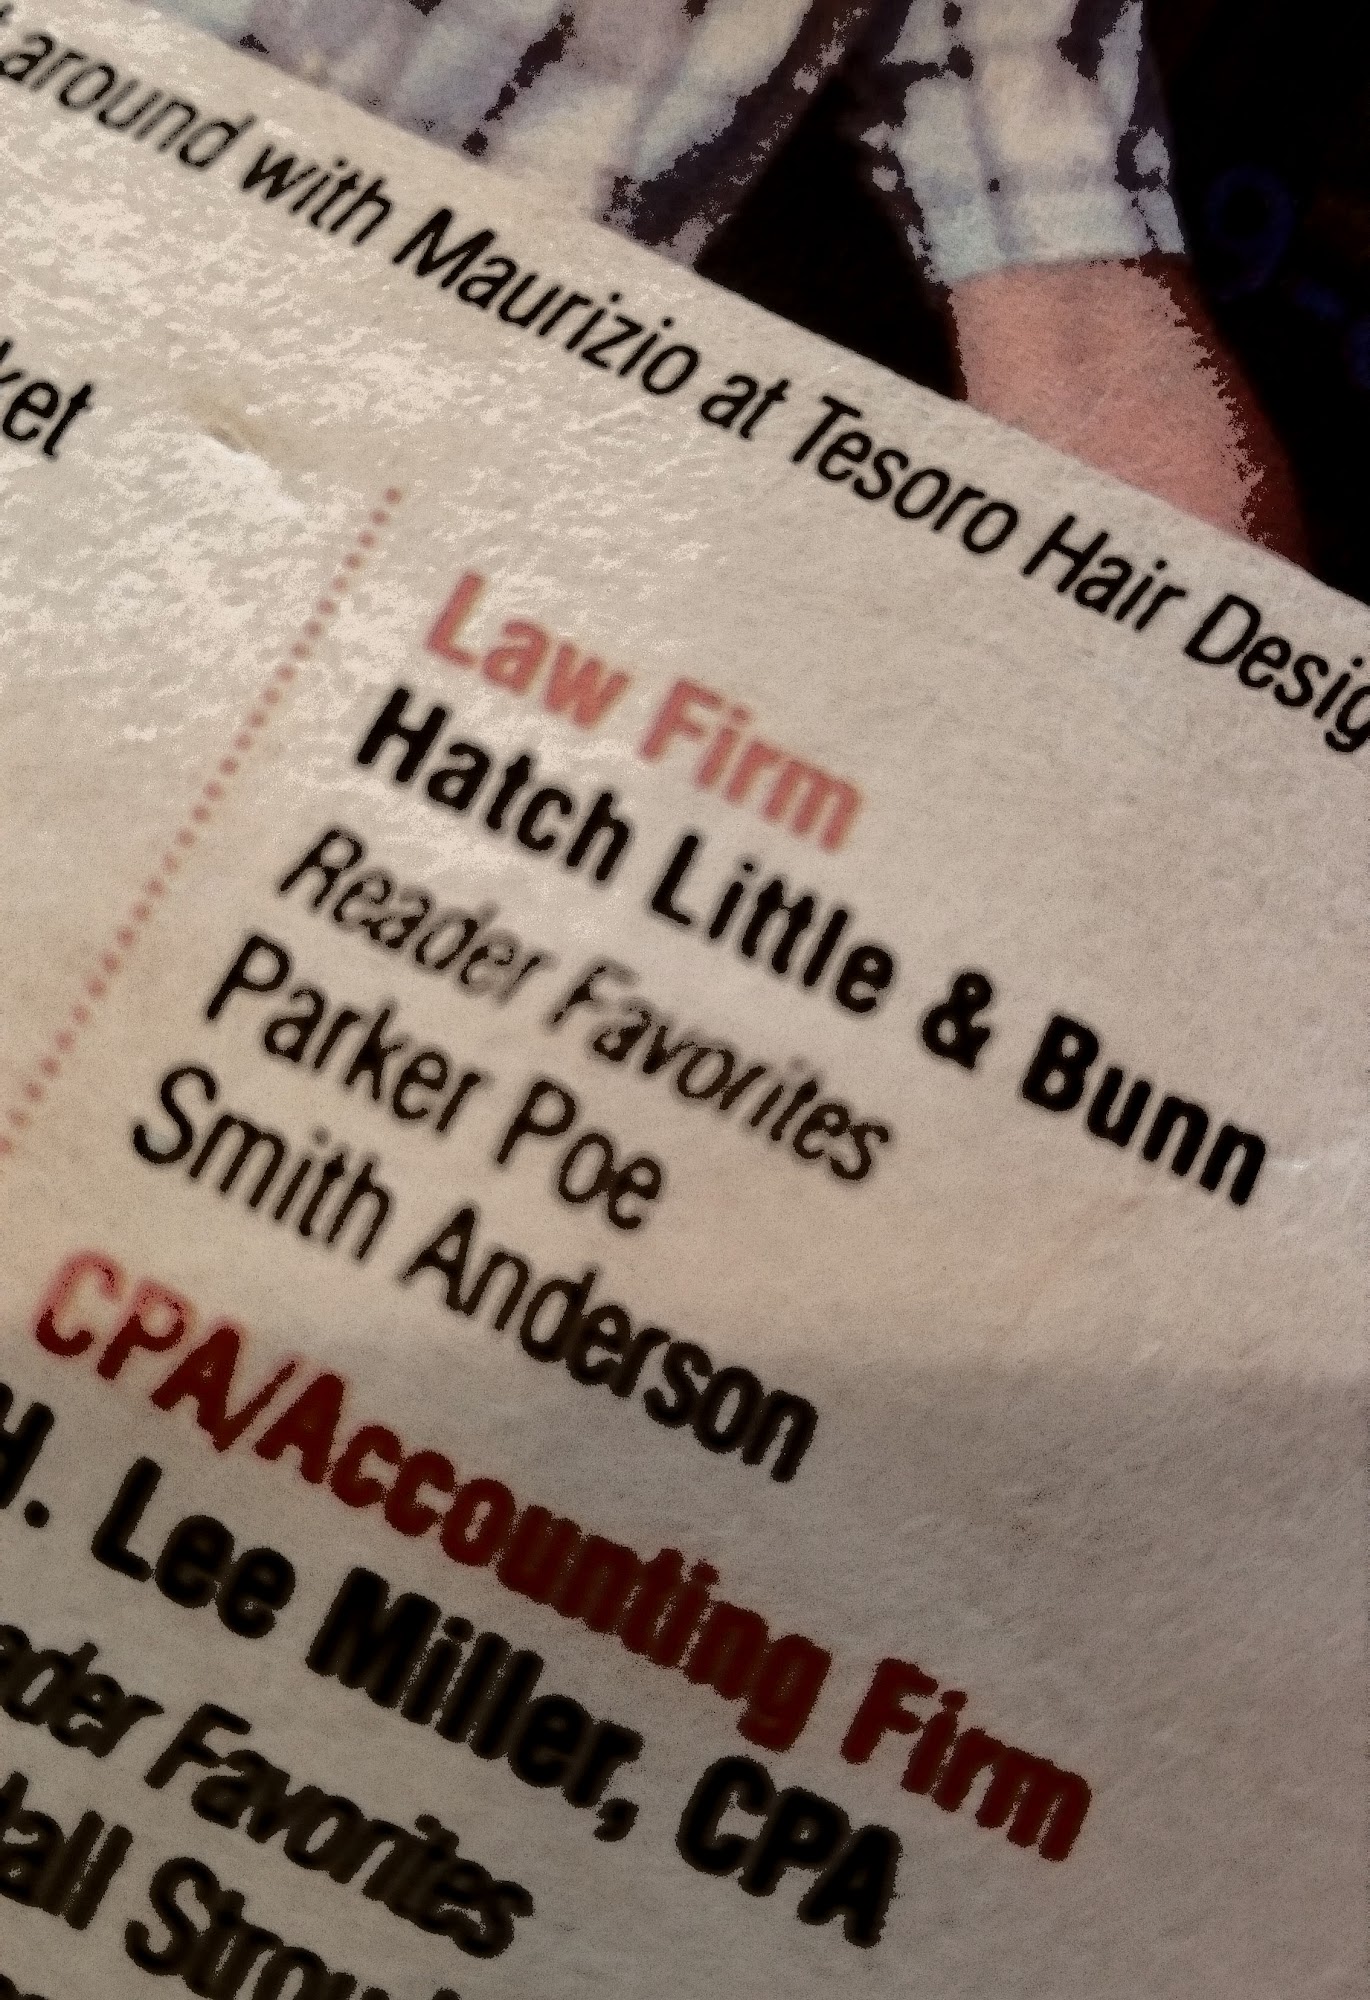 around with Maurizio at Tesoro Hair Desig
ket
Law Firm
Hatch Little & Bunn
Reader Favorites
Parker Poe
Smith Anderson
CPA/Accounting Firm
H. Lee Miller, CPA
ader Favorites